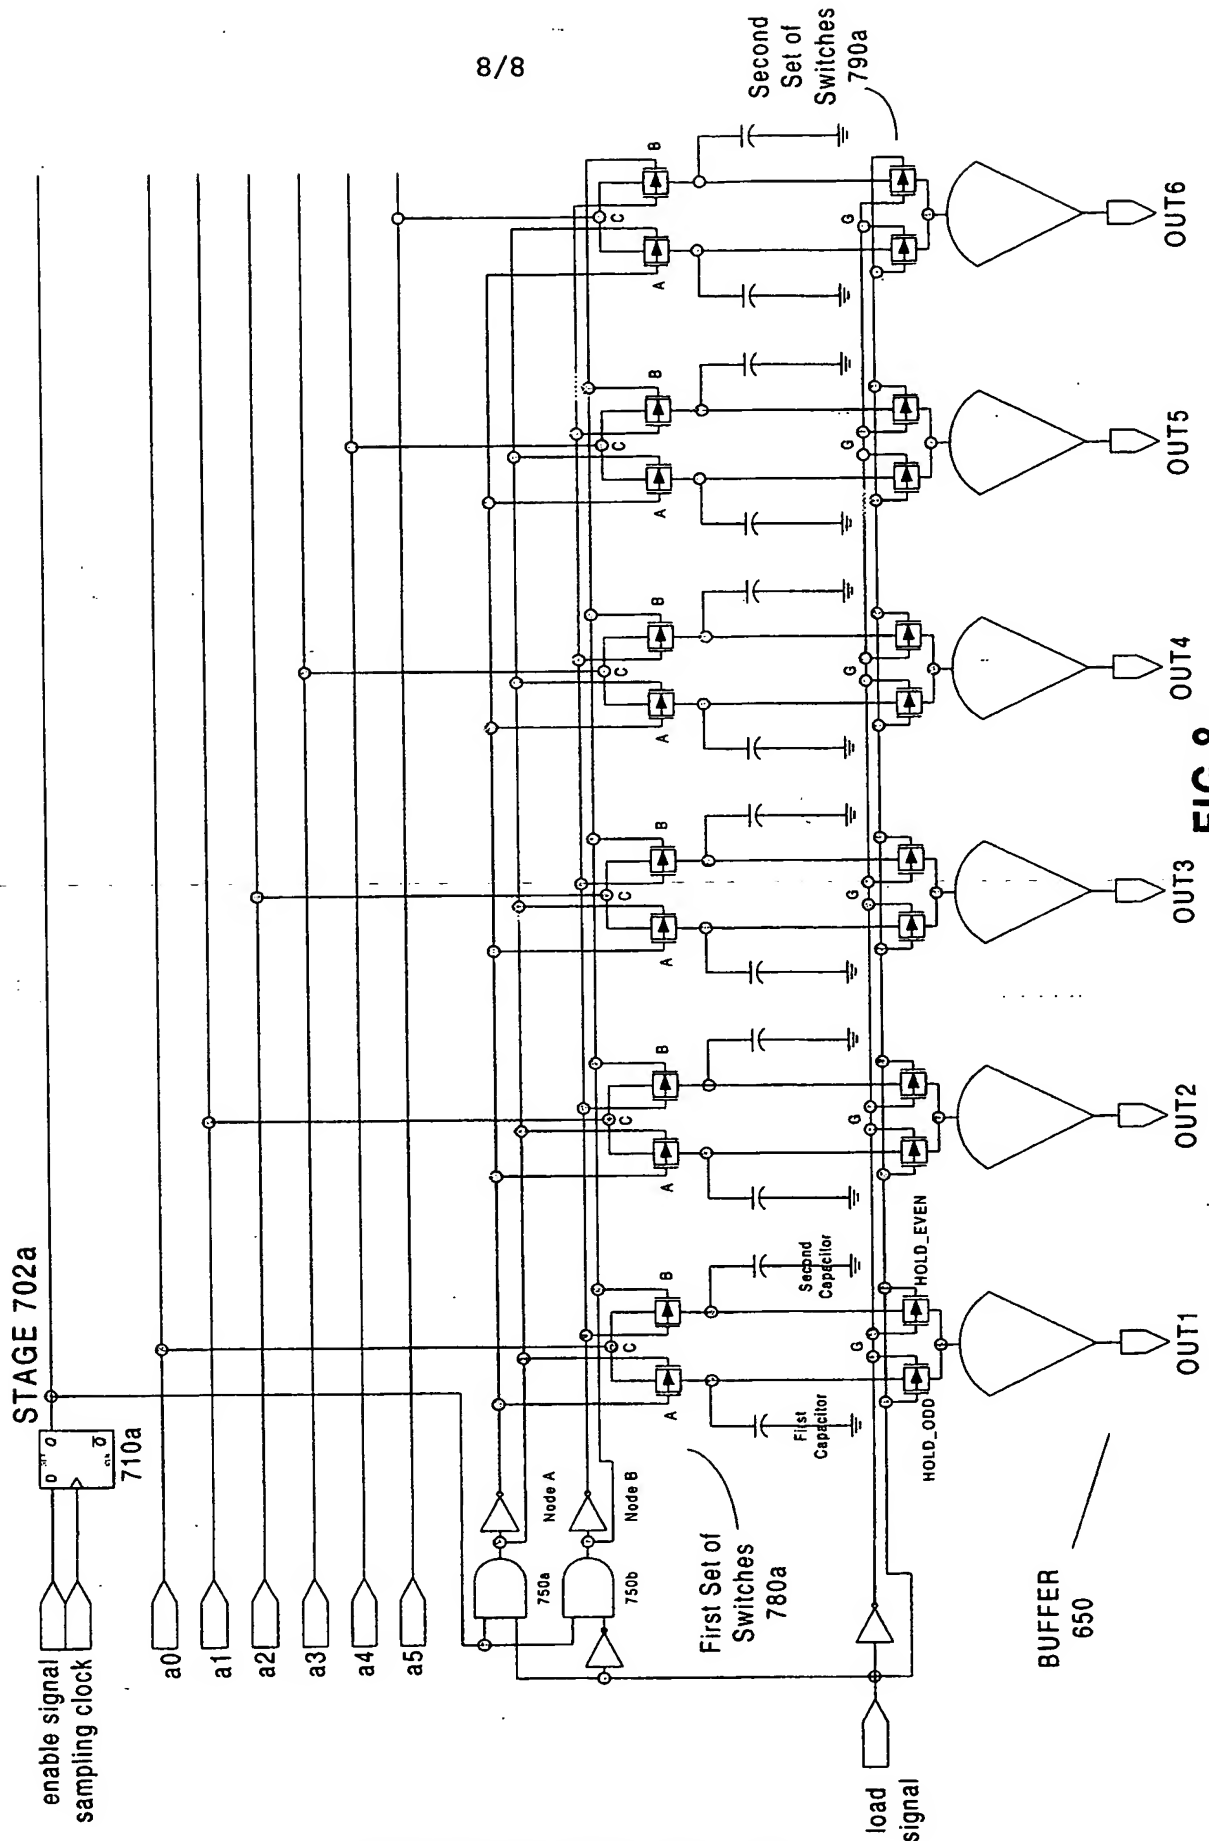 8/8
STAGE 702a
enable signal
sampling clock
D
SET
Q
CLR
Q
710a
a0
a1
a2
a3
a4
a5
750a
Node A
750b
Node B
First Set of
Switches
780a
Second
Set of
Switches
790a
A
C
B
A
C
B
A
C
B
A
C
B
A
C
B
A
C
B
First
Capacitor
Second
Capacitor
HOLD_ODD
G
HOLD_EVEN
G
G
G
G
G
load
signal
BUFFER
650
OUT1
OUT2
OUT3
OUT4
OUT5
OUT6